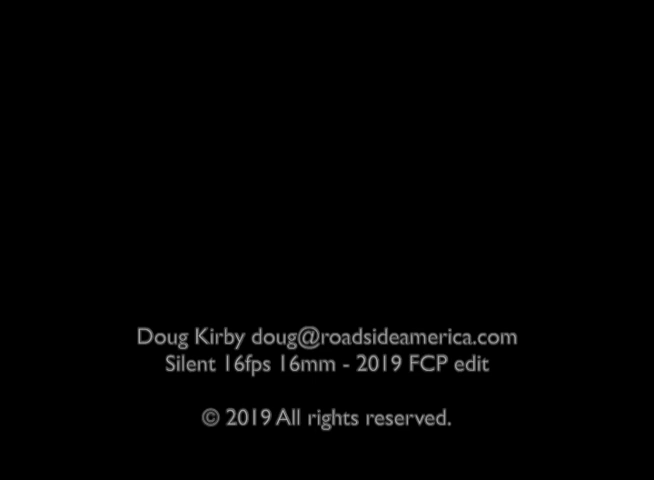 Doug Kirby doug@roadsideamerica.com
Silent 16fps 16mm - 2019 FCP edit
© 2019 All rights reserved.